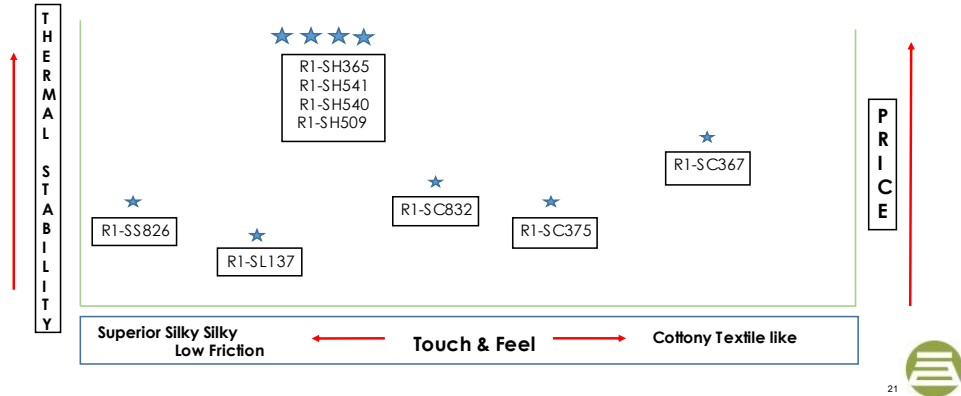 THERMAL STABILITY
R1-SH365
R1-SH541
R1-SH540
R1-SH509
R1-SC367
R1-SS826
R1-SL137
R1-SC832
R1-SC375
PRICE
Superior Silky Silky
Low Friction
Touch & Feel
Cottony Textile like
21